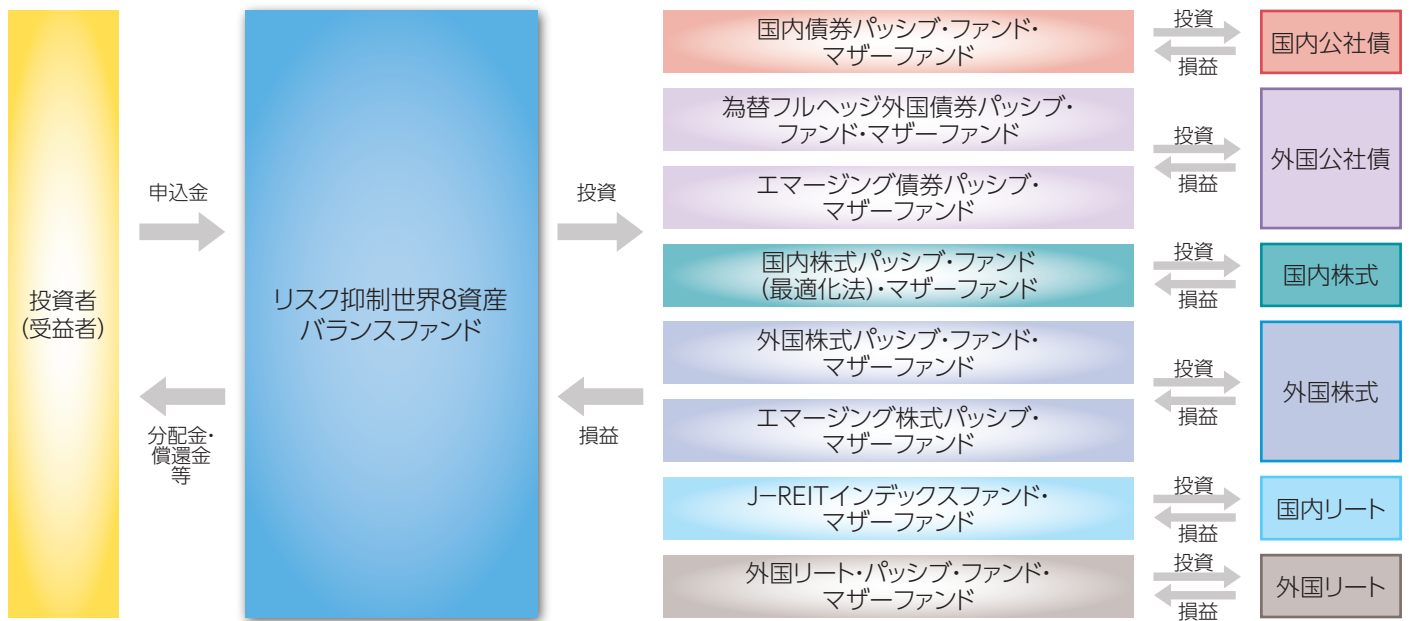 投資者
(受益者)
申込金
分配金・
償還金
等
リスク抑制世界8資産
バランスファンド
投資
損益
国内債券パッシブ・ファンド・
マザーファンド
投資
損益
国内公社債
為替フルヘッジ外国債券パッシブ・
ファンド・マザーファンド
エマージング債券パッシブ・
マザーファンド
投資
損益
外国公社債
国内株式パッシブ・ファンド
(最適化法)・マザーファンド
投資
損益
国内株式
外国株式パッシブ・ファンド・
マザーファンド
エマージング株式パッシブ・
マザーファンド
投資
損益
外国株式
J-REITインデックスファンド・
マザーファンド
投資
損益
国内リート
外国リート・パッシブ・ファンド・
マザーファンド
投資
損益
外国リート